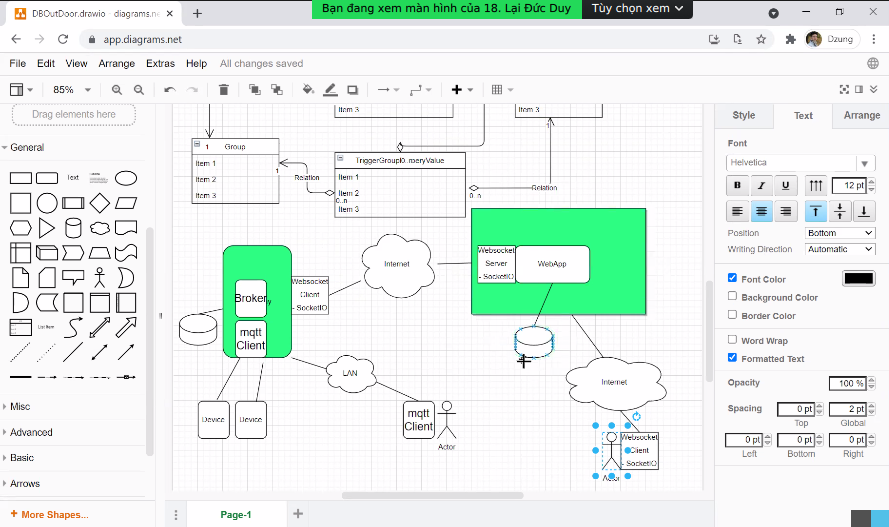 DBOutDoor.drawio - diagrams.ne
Bạn đang xem màn hình của 18. Lại Đức Duy
Tùy chọn xem
app.diagrams.net
Dzung
File Edit View Arrange Extras Help All changes saved
85%
Drag elements here
General
Text
List Item
Misc
Advanced
Basic
Arrows
+ More Shapes...
Item 3
Item 3
1 Group
Item 1
Item 2
Item 3
1
Relation
Item 1
Item 2
0..n
Item 3
0..n
Relation
1
Internet
Websocket
Server
- SocketIO
WebApp
Broker
Websocket
Client
- SocketIO
mqtt
Client
LAN
Device
Device
mqtt
Client
Actor
Internet
Websocket
Client
- SocketIO
Page-1
Style Text Arrange
Font
Helvetica
B I U
12 pt
Position Bottom
Writing Direction Automatic
Font Color
Background Color
Border Color
Word Wrap
Formatted Text
Opacity 100 %
Spacing 0 pt 2 pt
Top Global
0 pt 0 pt 0 pt
Left Bottom Right